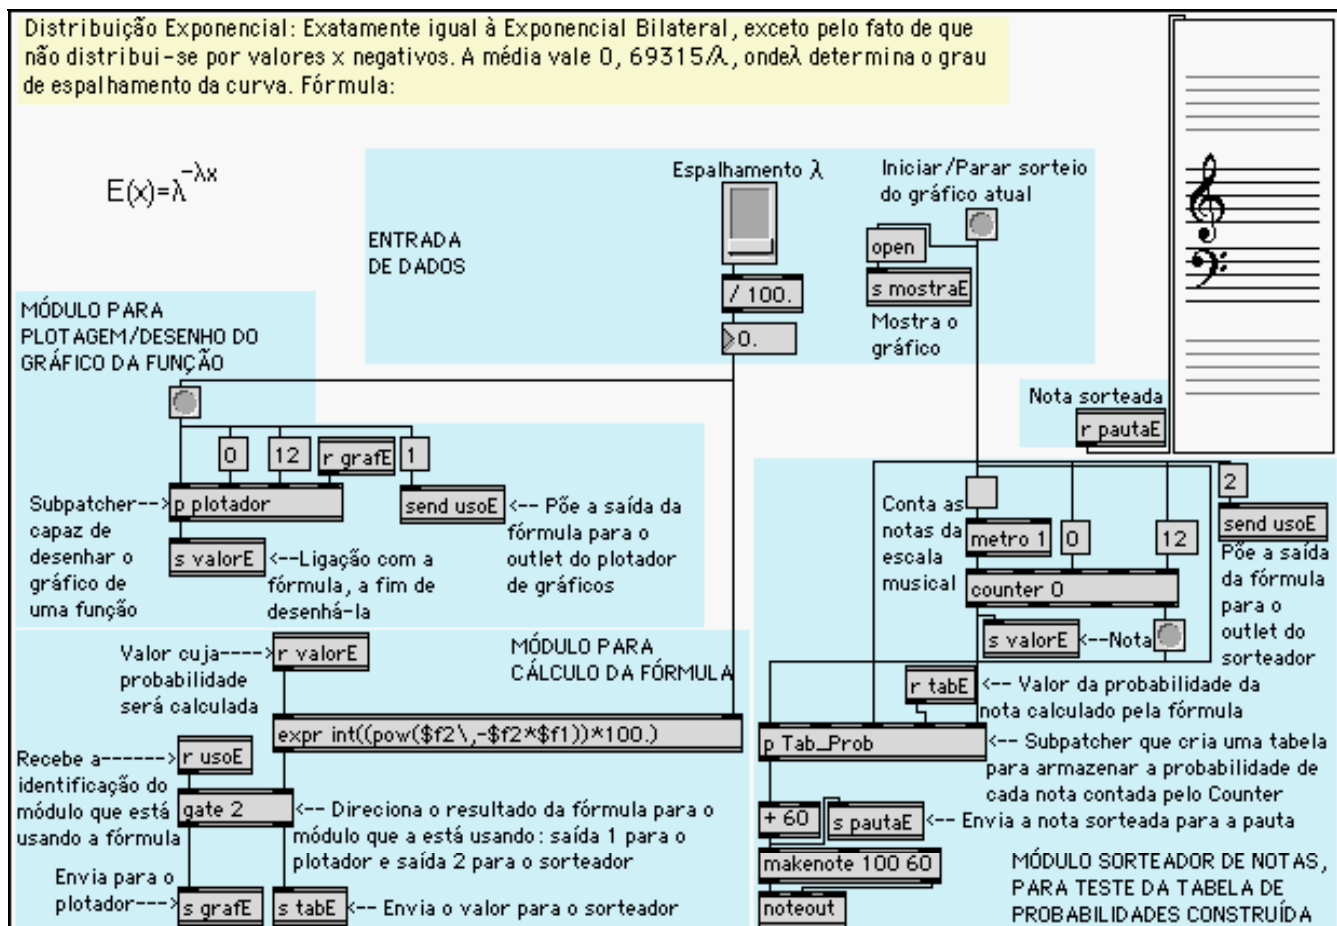 Distribuição Exponencial: Exatamente igual à Exponencial Bilateral, exceto pelo fato de que
não distribui-se por valores x negativos. A média vale 0, 69315/λ, ondeλ determina o grau
de espalhamento da curva. Fórmula:
E(x)=λ^-λx
ENTRADA
DE DADOS
Espalhamento λ
/ 100.
0.
Iniciar/Parar sorteio
do gráfico atual
open
s mostraE
Mostra o
gráfico
MÓDULO PARA
PLOTAGEM/DESENHO DO
GRÁFICO DA FUNÇÃO
0
12
r grafE
1
Subpatcher-->
capaz de
desenhar o
gráfico de
uma função
p plotador
send usoE
<-- Põe a saída da
fórmula para o
outlet do plotador
de gráficos
s valorE
<--Ligação com a
fórmula, a fim de
desenhá-la
Nota sorteada
r pautaE
Conta as
notas da
escala
musical
metro 1
0
12
2
send usoE
Põe a saída
da fórmula
para o
outlet do
sorteador
counter 0
s valorE
<--Nota
Valor cuja---->
probabilidade
será calculada
r valorE
MÓDULO PARA
CÁLCULO DA FÓRMULA
expr int((pow($f2\,-$f2*$f1))*100.)
Recebe a------>
identificação do
módulo que está
usando a fórmula
r usoE
gate 2
<-- Direciona o resultado da fórmula para o
módulo que a está usando: saída 1 para o
plotador e saída 2 para o sorteador
Envia para o
plotador--->
s grafE
s tabE
<-- Envia o valor para o sorteador
r tabE
<-- Valor da probabilidade da
nota calculado pela fórmula
p Tab_Prob
<-- Subpatcher que cria uma tabela
para armazenar a probabilidade de
cada nota contada pelo Counter
+ 60
s pautaE
<-- Envia a nota sorteada para a pauta
makenote 100 60
noteout
MÓDULO SORTEADOR DE NOTAS,
PARA TESTE DA TABELA DE
PROBABILIDADES CONSTRUÍDA